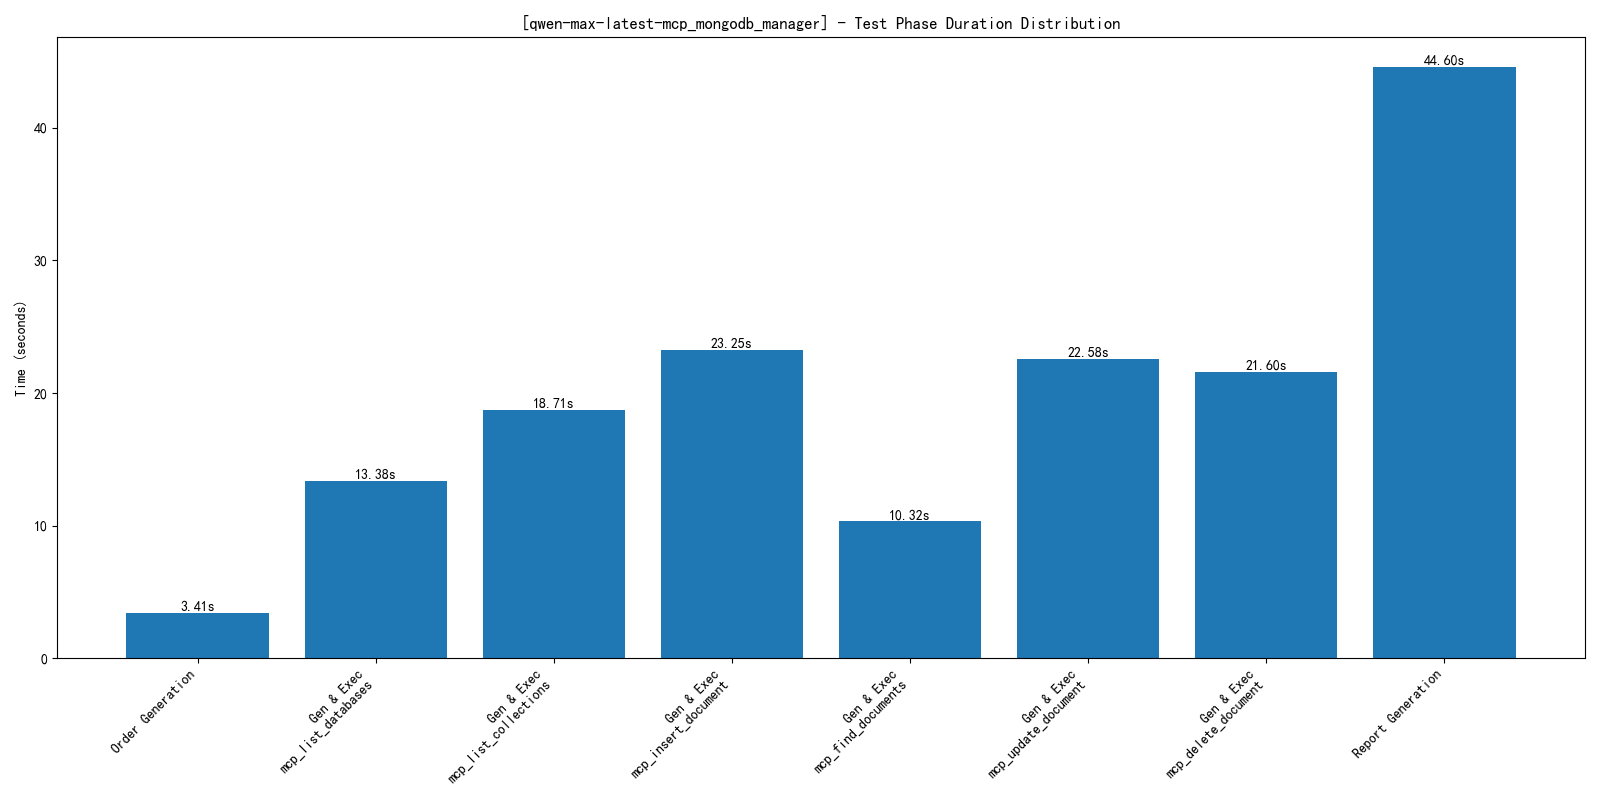 [qwen-max-latest-mcp_mongodb_manager] - Test Phase Duration Distribution
Time (seconds)
40
30
20
10
0
3.41s
13.38s
18.71s
23.25s
10.32s
22.58s
21.60s
44.60s
Order Generation
Gen & Exec
mcp_list_databases
Gen & Exec
mcp_list_collections
Gen & Exec
mcp_insert_document
Gen & Exec
mcp_find_documents
Gen & Exec
mcp_update_document
Gen & Exec
mcp_delete_document
Report Generation